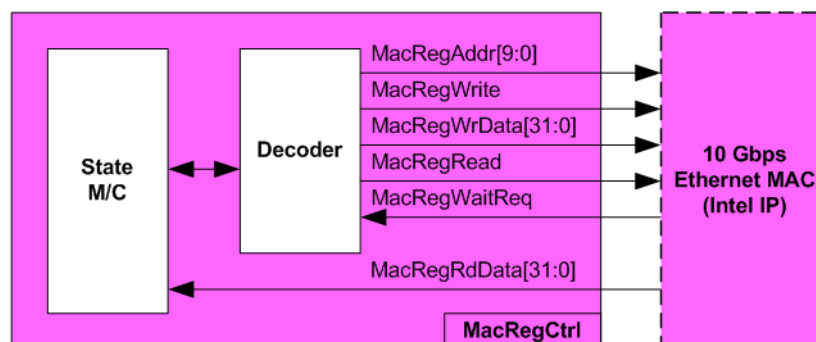 MacRegAddr[9:0]
MacRegWrite
MacRegWrData[31:0]
MacRegRead
MacRegWaitReq
MacRegRdData[31:0]
State
M/C
Decoder
10 Gbps
Ethernet MAC
(Intel IP)
MacRegCtrl